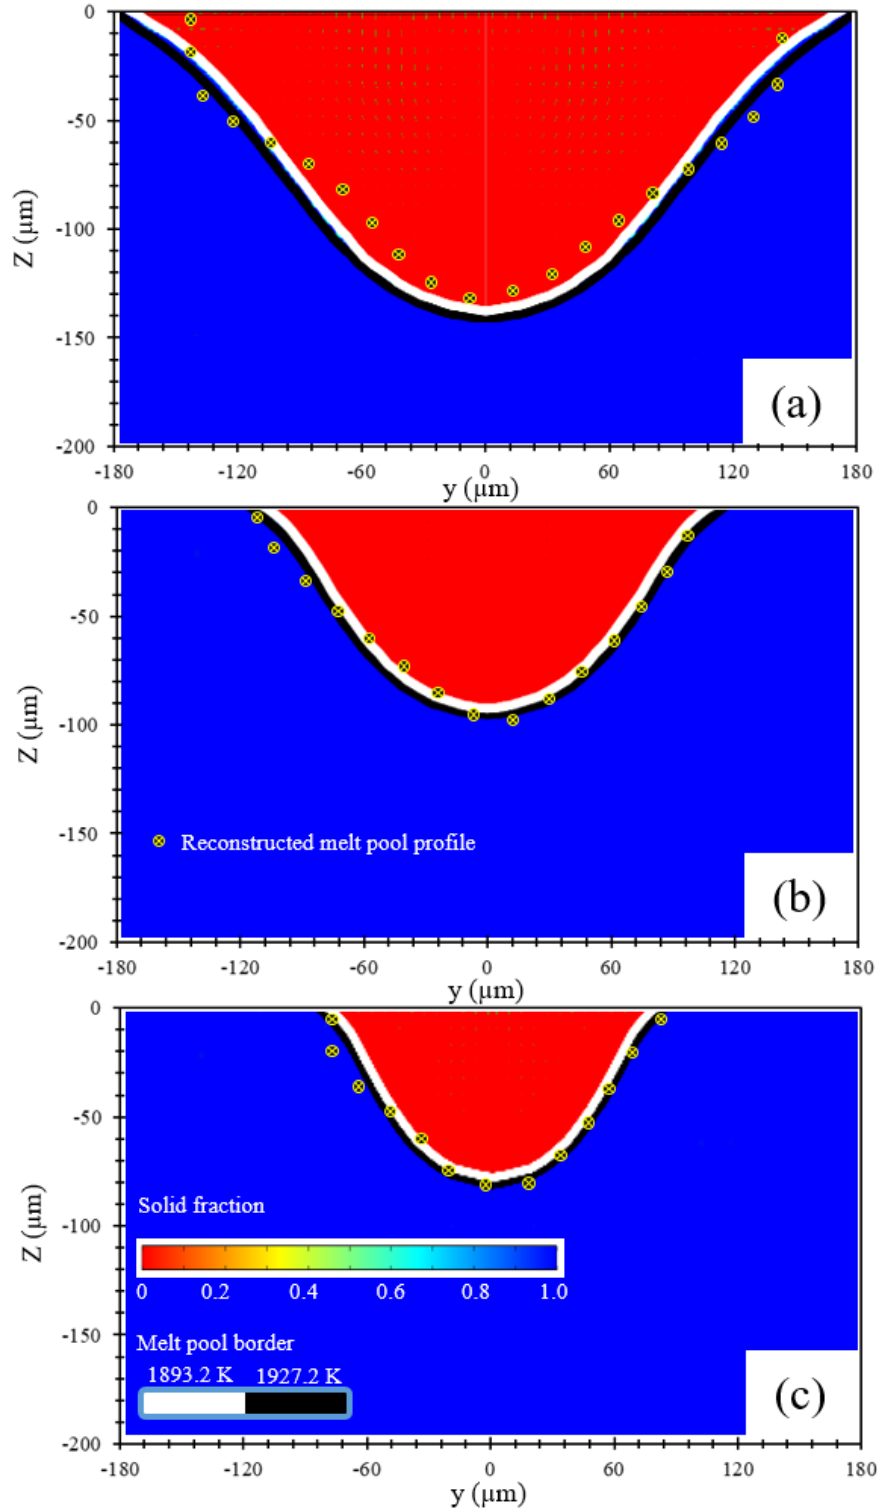 0
-50
-100
-150
-200
Z (μm)
(a)
-180 -120 -60 0 60 120 180
y (μm)
0
-50
-100
-150
-200
Z (μm)
Reconstructed melt pool profile
(b)
-180 -120 -60 0 60 120 180
y (μm)
0
-50
-100
-150
-200
Z (μm)
Solid fraction
0 0.2 0.4 0.6 0.8 1.0
Melt pool border
1893.2 K 1927.2 K
(c)
-180 -120 -60 0 60 120 180
y (μm)